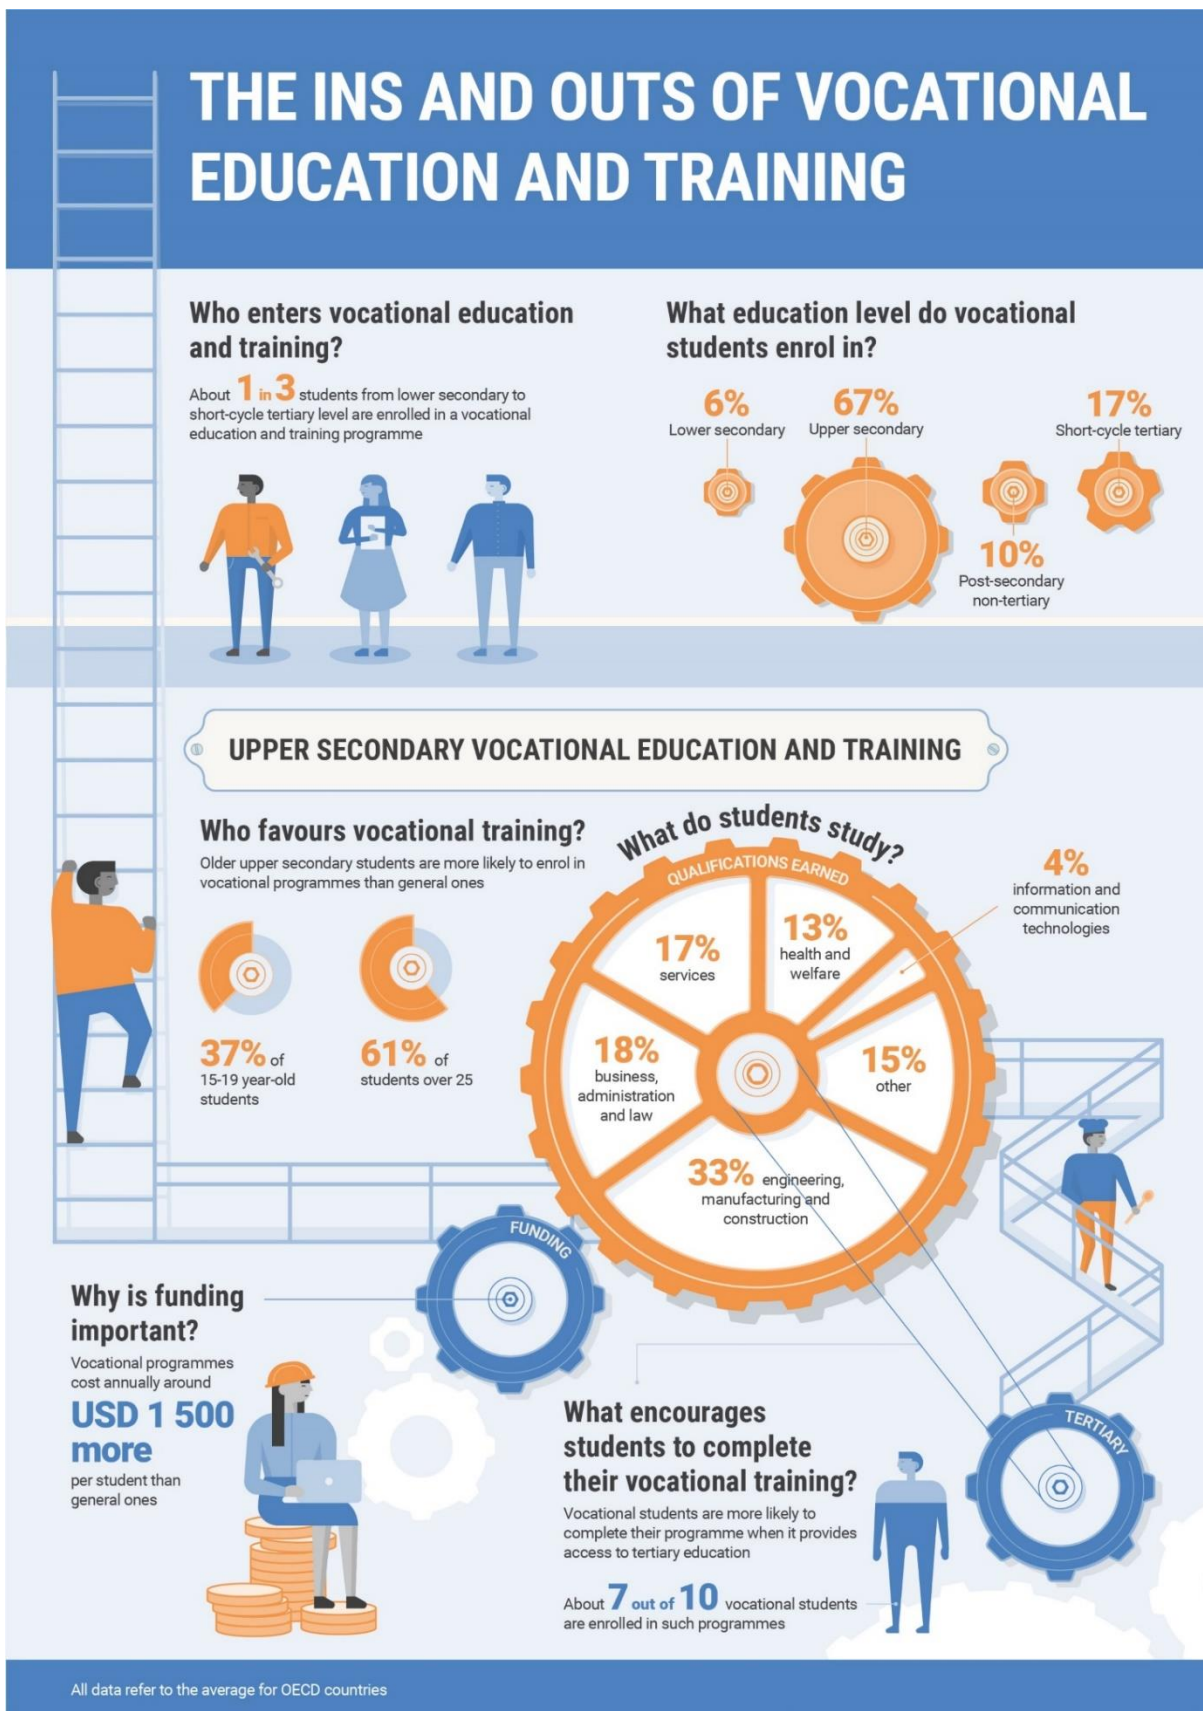 THE INS AND OUTS OF VOCATIONAL
EDUCATION AND TRAINING
Who enters vocational education
and training?
About 1 in 3 students from lower secondary to
short-cycle tertiary level are enrolled in a vocational
education and training programme
What education level do vocational
students enrol in?
6%
Lower secondary
67%
Upper secondary
10%
Post-secondary
non-tertiary
17%
Short-cycle tertiary
UPPER SECONDARY VOCATIONAL EDUCATION AND TRAINING
Who favours vocational training?
Older upper secondary students are more likely to enrol in
vocational programmes than general ones
37% of
15-19 year-old
students
61% of
students over 25
What do students study?
QUALIFICATIONS EARNED
17%
services
13%
health and
welfare
4%
information and
communication
technologies
18%
business,
administration
and law
15%
other
33% engineering,
manufacturing and
construction
FUNDING
Why is funding
important?
Vocational programmes
cost annually around
USD 1 500
more
per student than
general ones
What encourages
students to complete
their vocational training?
Vocational students are more likely to
complete their programme when it provides
access to tertiary education
About 7 out of 10 vocational students
are enrolled in such programmes
TERTIARY
All data refer to the average for OECD countries